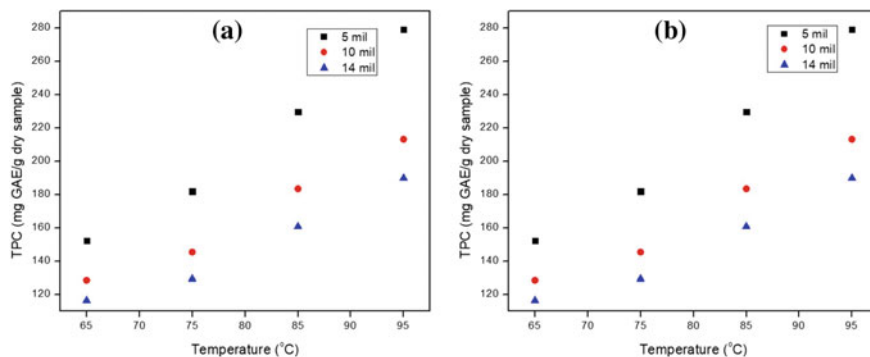 (a)
5 mil
10 mil
14 mil
280
260
240
220
200
180
160
140
120
TPC (mg GAE/g dry sample)
65 70 75 80 85 90 95
Temperature (°C)
(b)
5 mil
10 mil
14 mil
280
260
240
220
200
180
160
140
120
TPC (mg GAE/g dry sample)
65 70 75 80 85 90 95
Temperature (°C)